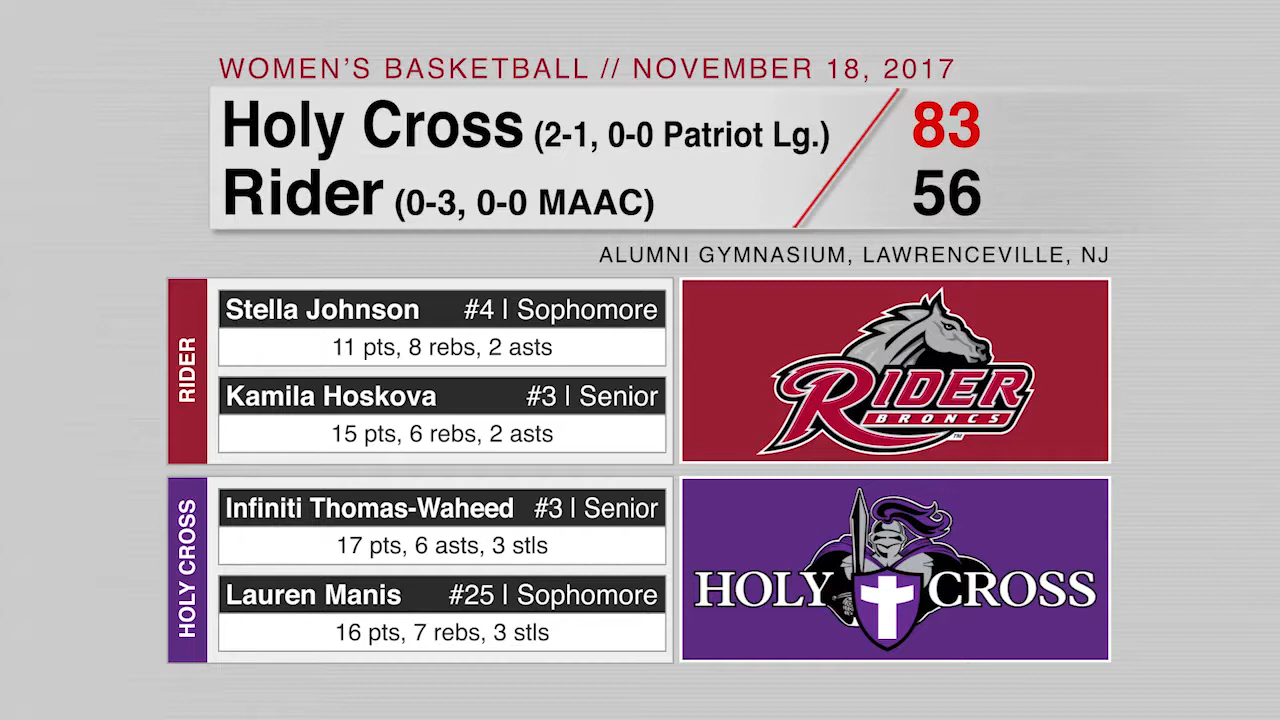 WOMEN'S BASKETBALL // NOVEMBER 18, 2017
Holy Cross (2-1, 0-0 Patriot Lg.) 83
Rider (0-3, 0-0 MAAC) 56
ALUMNI GYMNASIUM, LAWRENCEVILLE, NJ
RIDER
Stella Johnson #4 | Sophomore
11 pts, 8 rebs, 2 asts
Kamila Hoskova #3 | Senior
15 pts, 6 rebs, 2 asts
RIDER
BRONCS
TM
HOLY CROSS
Infiniti Thomas-Waheed #3 | Senior
17 pts, 6 asts, 3 stls
Lauren Manis #25 | Sophomore
16 pts, 7 rebs, 3 stls
HOLY CROSS